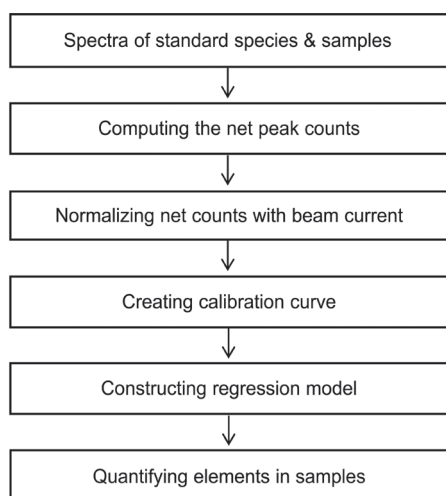 Spectra of standard species & samples
Computing the net peak counts
Normalizing net counts with beam current
Creating calibration curve
Constructing regression model
Quantifying elements in samples